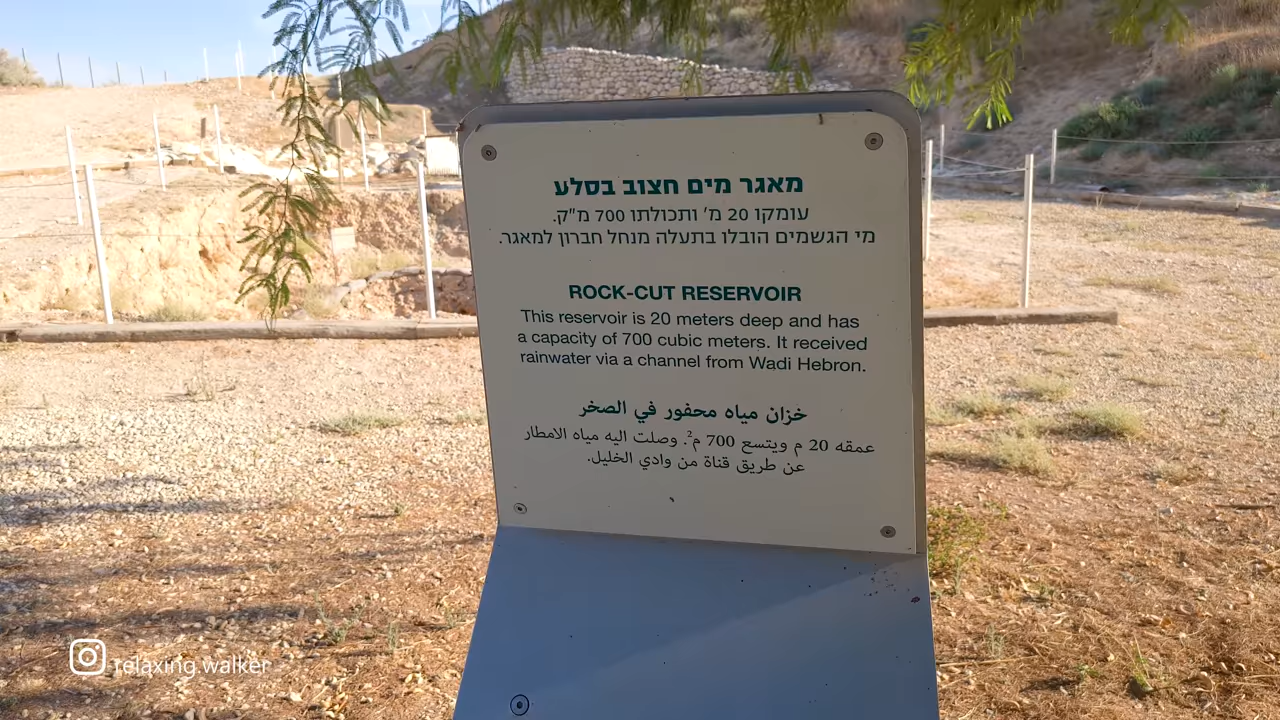 מאגר מים חצוב בסלע
עומקו 20 מ' ותכולתו 700 מ"ק.
מי הגשמים הובלו בתעלה מנחל חברון למאגר.
ROCK-CUT RESERVOIR
This reservoir is 20 meters deep and has
a capacity of 700 cubic meters. It received
rainwater via a channel from Wadi Hebron.
خزان مياه محفور في الصخر
عمقه 20 م ويتسع 700 م². وصلت اليه مياه الامطار
عن طريق قناة من وادي الخليل.
relaxing.walker